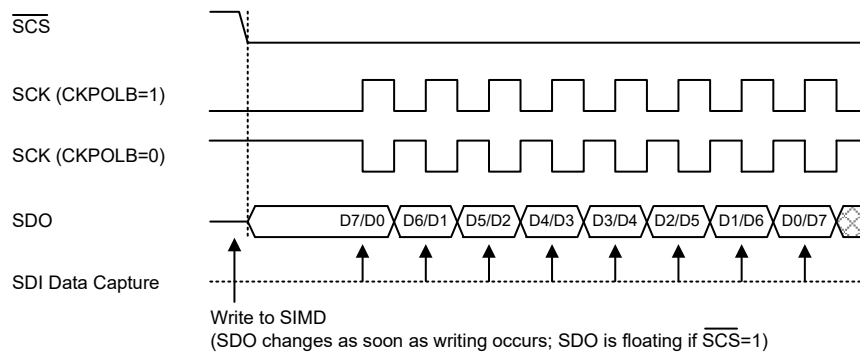 SCS
SCK (CKPOLB=1)
SCK (CKPOLB=0)
SDO D7/D0 D6/D1 D5/D2 D4/D3 D3/D4 D2/D5 D1/D6 D0/D7
SDI Data Capture
Write to SIMD
(SDO changes as soon as writing occurs; SDO is floating if SCS=1)